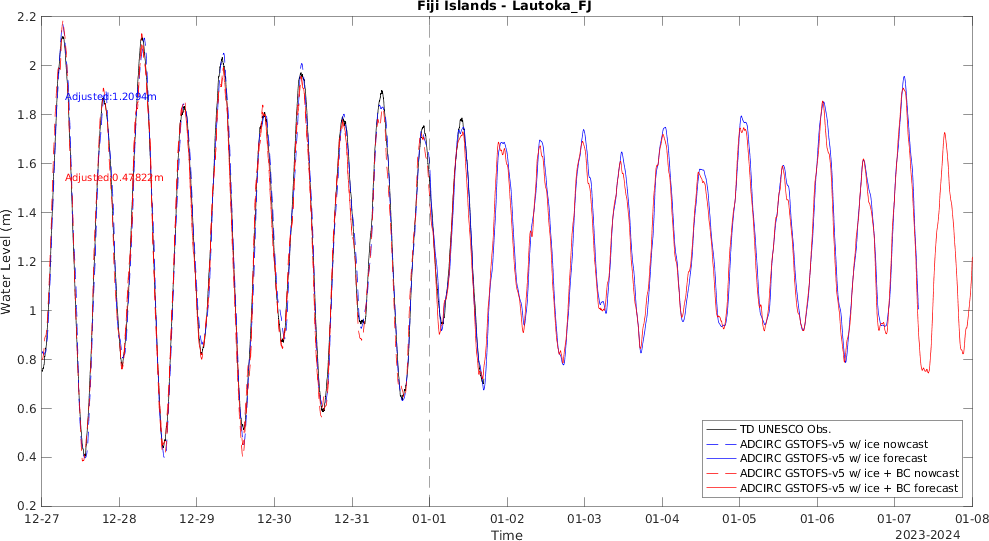 Fiji Islands - Lautoka_FJ
2.2
2
1.8
1.6
1.4
1.2
1
0.8
0.6
0.4
0.2
Water Level (m)
Adjusted:1.2094m
Adjusted:0.47822m
TD UNESCO Obs.
ADCIRC GSTOFS-v5 w/ ice nowcast
ADCIRC GSTOFS-v5 w/ ice forecast
ADCIRC GSTOFS-v5 w/ ice + BC nowcast
ADCIRC GSTOFS-v5 w/ ice + BC forecast
12-27 12-28 12-29 12-30 12-31 01-01 01-02 01-03 01-04 01-05 01-06 01-07 01-08
Time
2023-2024